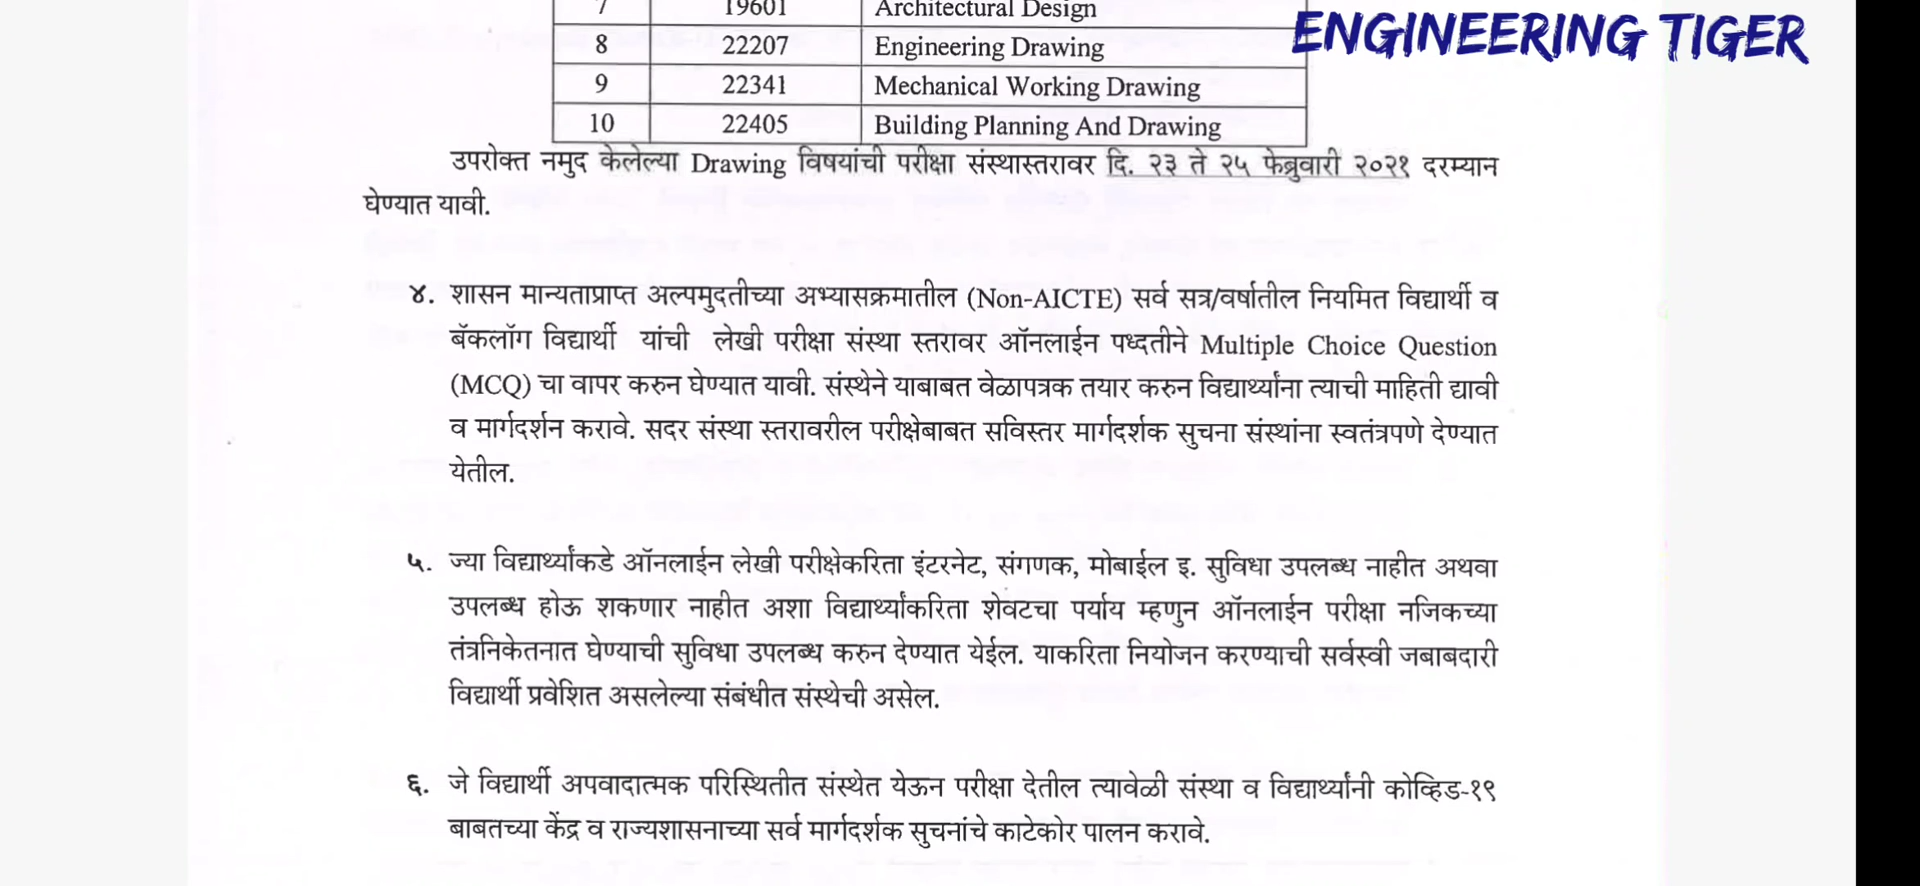 7 19601 Architectural Design
ENGINEERING TIGER
8 22207 Engineering Drawing
9 22341 Mechanical Working Drawing
10 22405 Building Planning And Drawing
उपरोक्त नमुद केलेल्या Drawing विषयांची परीक्षा संस्थास्तरावर दि. २३ ते २५ फेब्रुवारी २०२१ दरम्यान
घेण्यात यावी.
४. शासन मान्यताप्राप्त अल्पमुदतीच्या अभ्यासक्रमातील (Non-AICTE) सर्व सत्र/वर्षातील नियमित विद्यार्थी व
बॅकलॉग विद्यार्थी यांची लेखी परीक्षा संस्था स्तरावर ऑनलाईन पध्दतीने Multiple Choice Question
(MCQ) चा वापर करुन घेण्यात यावी. संस्थेने याबाबत वेळापत्रक तयार करुन विद्यार्थ्यांना त्याची माहिती द्यावी
व मार्गदर्शन करावे. सदर संस्था स्तरावरील परीक्षेबाबत सविस्तर मार्गदर्शक सुचना संस्थांना स्वतंत्रपणे देण्यात
येतील.
५. ज्या विद्यार्थ्यांकडे ऑनलाईन लेखी परीक्षेकरिता इंटरनेट, संगणक, मोबाईल इ. सुविधा उपलब्ध नाहीत अथवा
उपलब्ध होऊ शकणार नाहीत अशा विद्यार्थ्यांकरिता शेवटचा पर्याय म्हणुन ऑनलाईन परीक्षा नजिकच्या
तंत्रनिकेतनात घेण्याची सुविधा उपलब्ध करुन देण्यात येईल. याकरिता नियोजन करण्याची सर्वस्वी जबाबदारी
विद्यार्थी प्रवेशित असलेल्या संबंधीत संस्थेची असेल.
६. जे विद्यार्थी अपवादात्मक परिस्थितीत संस्थेत येऊन परीक्षा देतील त्यावेळी संस्था व विद्यार्थ्यांनी कोव्हिड-१९
बाबतच्या केंद्र व राज्यशासनाच्या सर्व मार्गदर्शक सुचनांचे काटेकोर पालन करावे.